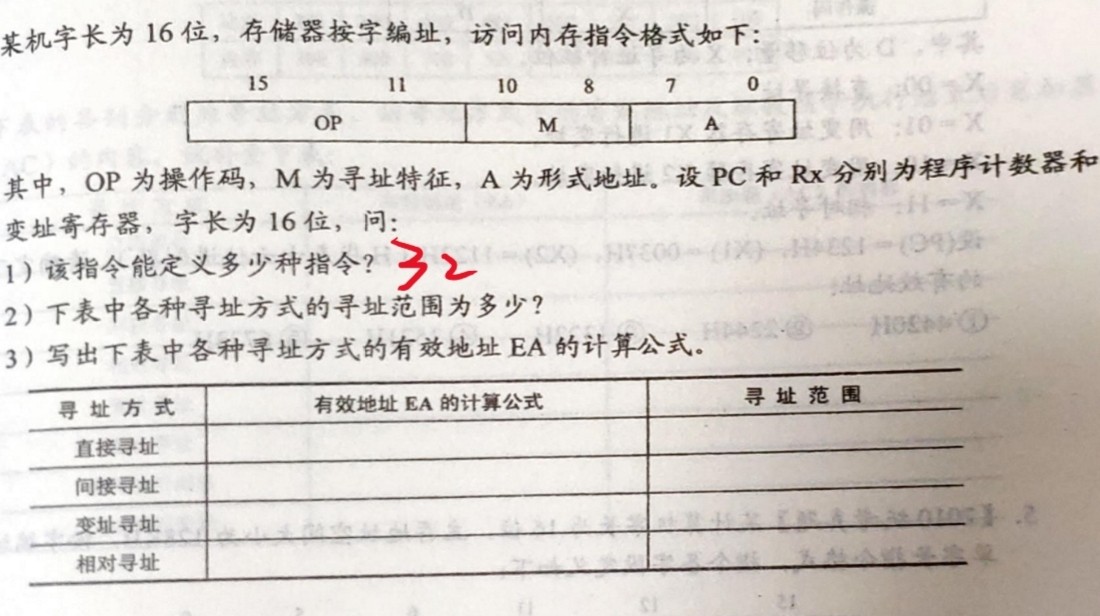 某机字长为 16 位，存储器按字编址，访问内存指令格式如下：
15 11 10 8 7 0
OP M A
其中，OP 为操作码，M 为寻址特征，A 为形式地址。设 PC 和 Rx 分别为程序计数器和
变址寄存器，字长为 16 位，问：
1）该指令能定义多少种指令？ 32
2）下表中各种寻址方式的寻址范围为多少？
3）写出下表中各种寻址方式的有效地址 EA 的计算公式。
寻址方式 有效地址 EA 的计算公式 寻址范围
直接寻址
间接寻址
变址寻址
相对寻址